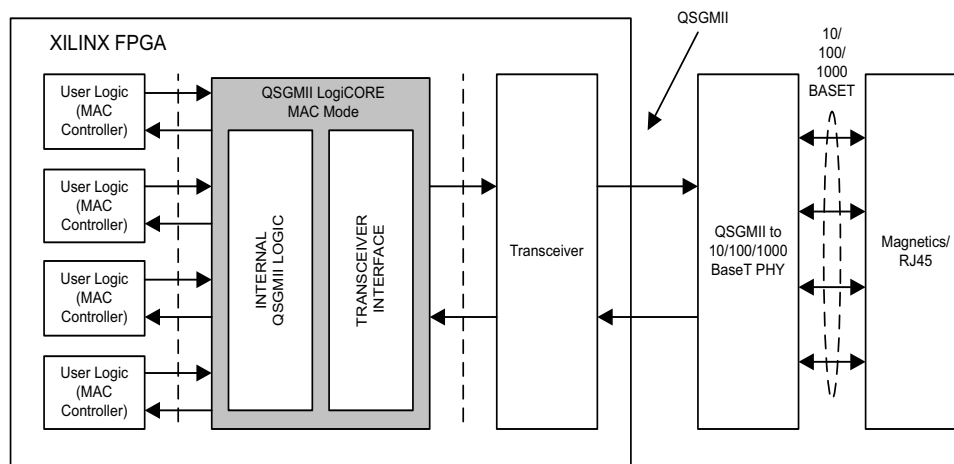 QSGMII
10/
100/
1000
BASET
XILINX FPGA
User Logic
(MAC
Controller)
User Logic
(MAC
Controller)
User Logic
(MAC
Controller)
User Logic
(MAC
Controller)
QSGMII LogiCORE
MAC Mode
INTERNAL
QSGMII LOGIC
TRANSCEIVER
INTERFACE
Transceiver
QSGMII to
10/100/1000
BaseT PHY
Magnetics/
RJ45